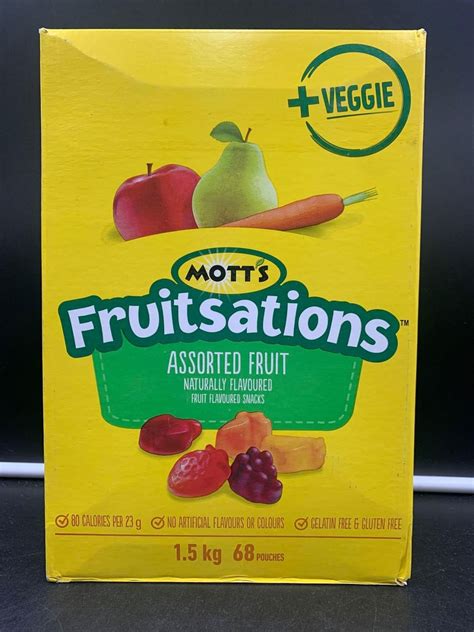 +VEGGIE
MOTT'S
Fruitsations™
ASSORTED FRUIT
NATURALLY FLAVOURED
FRUIT FLAVOURED SNACKS
80 CALORIES PER 23 g NO ARTIFICIAL FLAVOURS OR COLOURS GELATIN FREE & GLUTEN FREE
1.5 kg 68 POUCHES